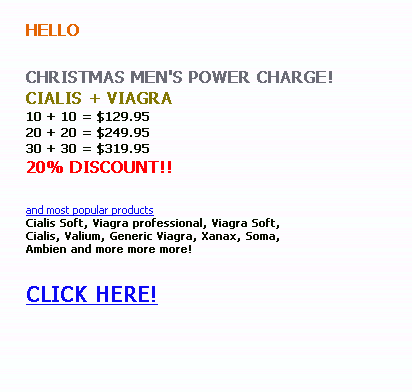 HELLO
CHRISTMAS MEN'S POWER CHARGE!
CIALIS + VIAGRA
10 + 10 = $129.95
20 + 20 = $249.95
30 + 30 = $319.95
20% DISCOUNT!!
and most popular products
Cialis Soft, Viagra professional, Viagra Soft,
Cialis, Valium, Generic Viagra, Xanax, Soma,
Ambien and more more more!
CLICK HERE!